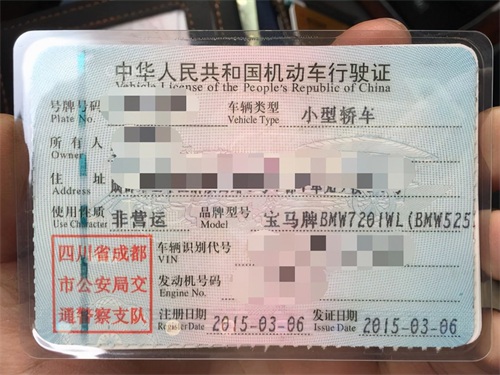 中华人民共和国机动车行驶证
Vehicle License of the People's Republic of China
号牌号码
Plate No.
车辆类型 小型轿车
Vehicle Type
所有人
Owner
住址
Address
使用性质 非营运
Use Character
品牌型号 宝马牌BMW7201WL(BMW525
Model
四川省成都
市公安局交
通警察支队
车辆识别代号
VIN
发动机号码
Engine No.
注册日期 2015-03-06
Register Date
发证日期 2015-03-06
Issue Date